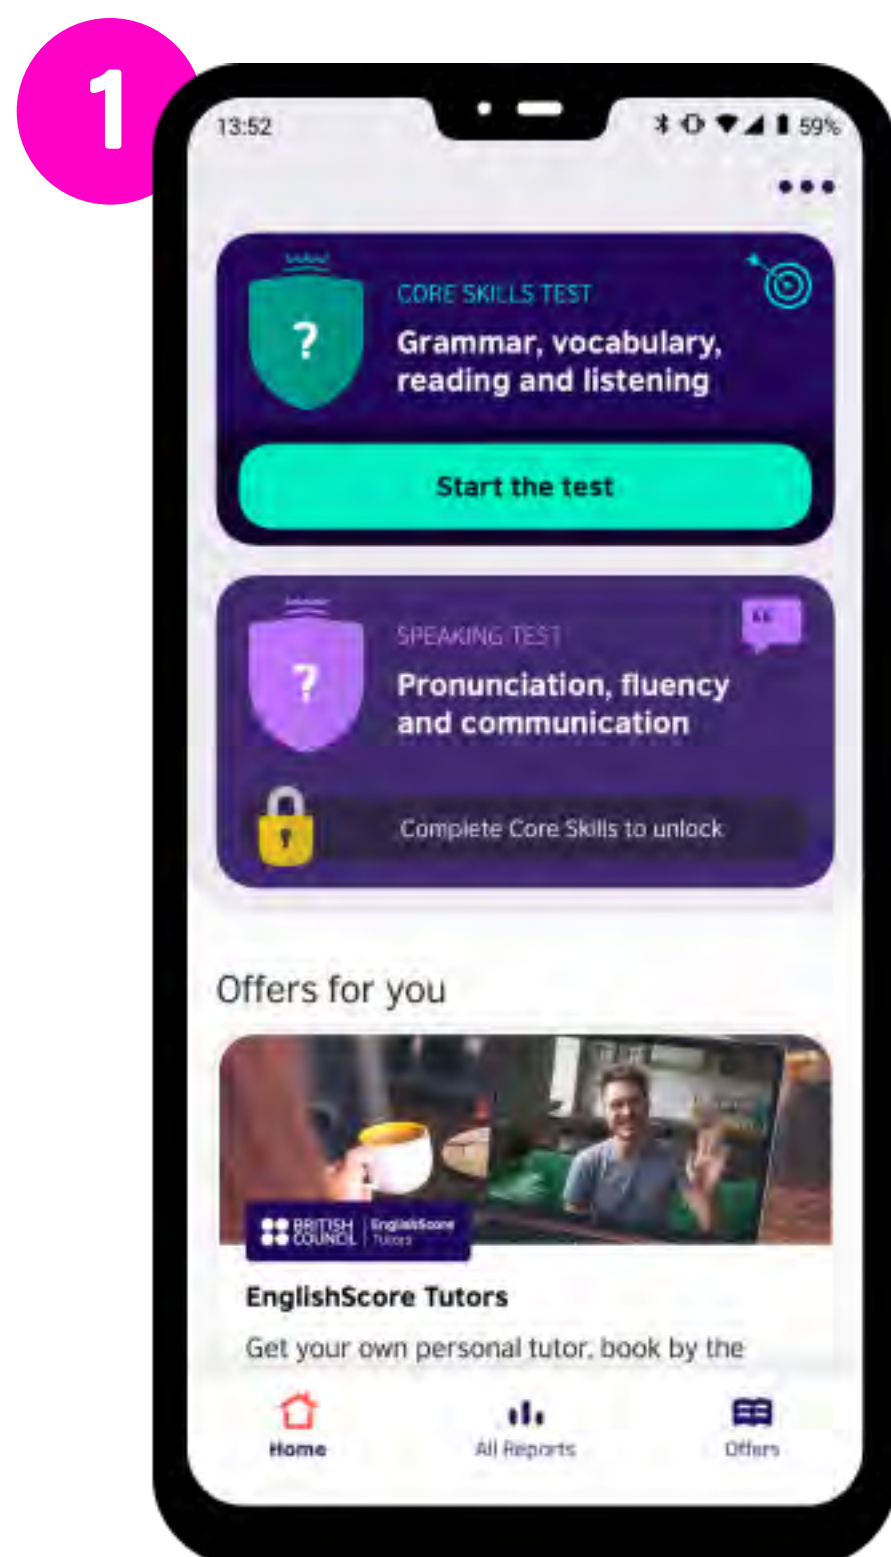 1
13:52
59%
CORE SKILLS TEST
?
Grammar, vocabulary,
reading and listening
Start the test
SPEAKING TEST
“
?
Pronunciation, fluency
and communication
Complete Core Skills to unlock
Offers for you
BRITISH
COUNCIL
EnglishScore
Tutors
EnglishScore Tutors
Get your own personal tutor, book by the
Home
All Reports
Offers